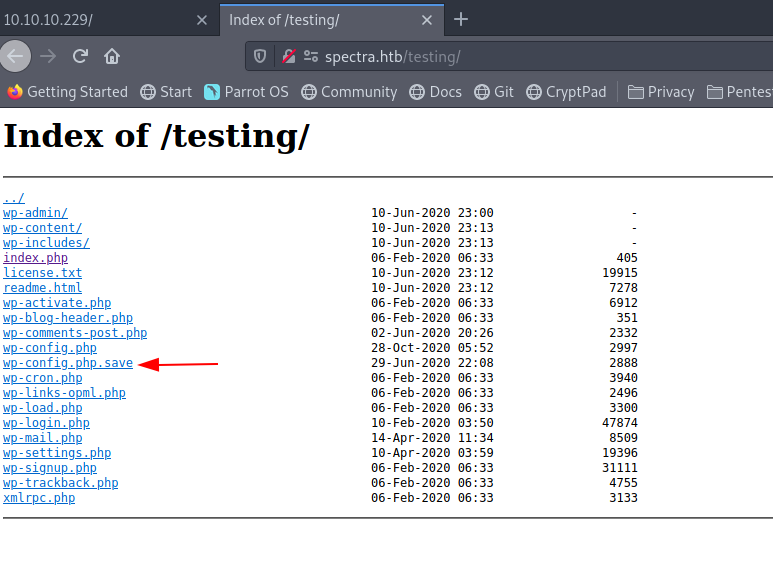 10.10.10.229/ Index of /testing/
spectra.htb/testing/
Getting Started Start Parrot OS Community Docs Git CryptPad Privacy Pentes
Index of /testing/
../
wp-admin/ 10-Jun-2020 23:00 -
wp-content/ 10-Jun-2020 23:13 -
wp-includes/ 10-Jun-2020 23:13 -
index.php 06-Feb-2020 06:33 405
license.txt 10-Jun-2020 23:12 19915
readme.html 10-Jun-2020 23:12 7278
wp-activate.php 06-Feb-2020 06:33 6912
wp-blog-header.php 06-Feb-2020 06:33 351
wp-comments-post.php 02-Jun-2020 20:26 2332
wp-config.php 28-Oct-2020 05:52 2997
wp-config.php.save 29-Jun-2020 22:08 2888
wp-cron.php 06-Feb-2020 06:33 3940
wp-links-opml.php 06-Feb-2020 06:33 2496
wp-load.php 06-Feb-2020 06:33 3300
wp-login.php 10-Feb-2020 03:50 47874
wp-mail.php 14-Apr-2020 11:34 8509
wp-settings.php 10-Apr-2020 03:59 19396
wp-signup.php 06-Feb-2020 06:33 31111
wp-trackback.php 06-Feb-2020 06:33 4755
xmlrpc.php 06-Feb-2020 06:33 3133